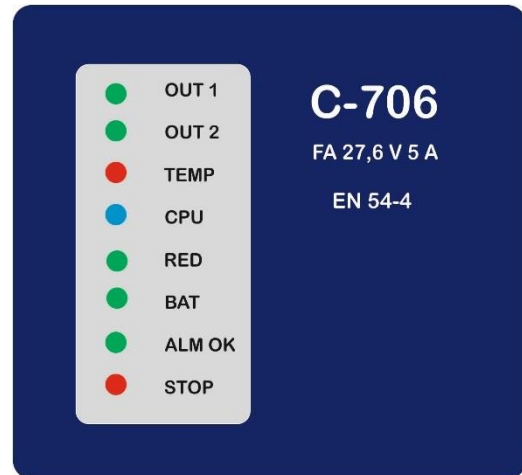 OUT 1
OUT 2
TEMP
CPU
RED
BAT
ALM OK
STOP
C-706
FA 27,6 V 5 A
EN 54-4